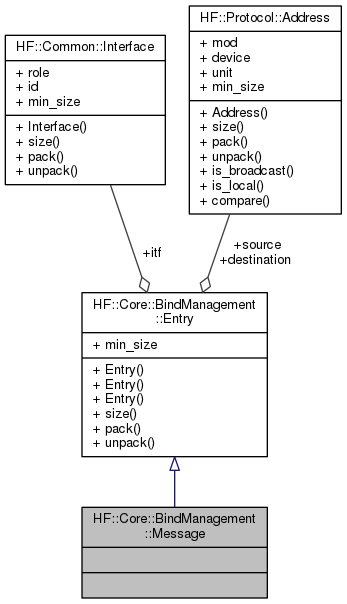 HF::Common::Interface
+ role
+ id
+ min_size
+ Interface()
+ size()
+ pack()
+ unpack()
HF::Protocol::Address
+ mod
+ device
+ unit
+ min_size
+ Address()
+ size()
+ pack()
+ unpack()
+ is_broadcast()
+ is_local()
+ compare()
+itf
+source
+destination
HF::Core::BindManagement
::Entry
+ min_size
+ Entry()
+ Entry()
+ Entry()
+ size()
+ pack()
+ unpack()
HF::Core::BindManagement
::Message